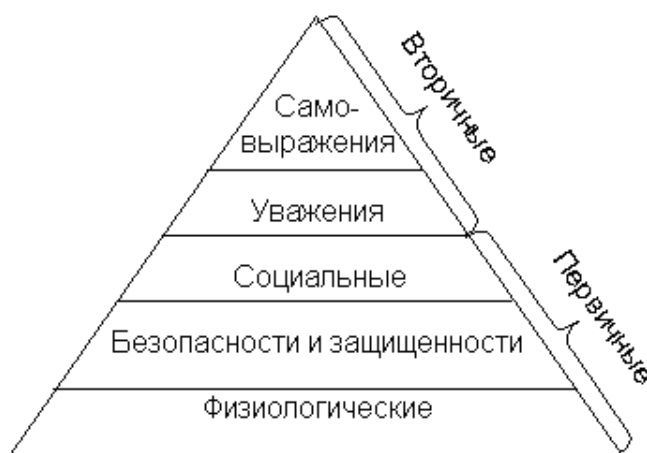 Само-
выражения
Уважения
Социальные
Безопасности и защищенности
Физиологические
Вторичные
Первичные